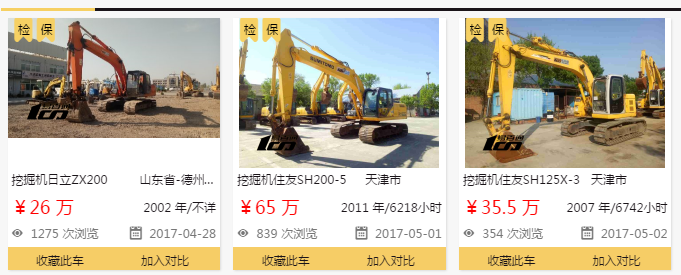 检 保
检 保
检 保
SUMITOMO
挖掘机日立ZX200 山东省-德州...
¥26 万 2002 年/不详
1275 次浏览 2017-04-28
收藏此车 加入对比
挖掘机住友SH200-5 天津市
¥65 万 2011 年/6218小时
839 次浏览 2017-05-01
收藏此车 加入对比
挖掘机住友SH125X-3 天津市
¥35.5 万 2007 年/6742小时
354 次浏览 2017-05-02
收藏此车 加入对比